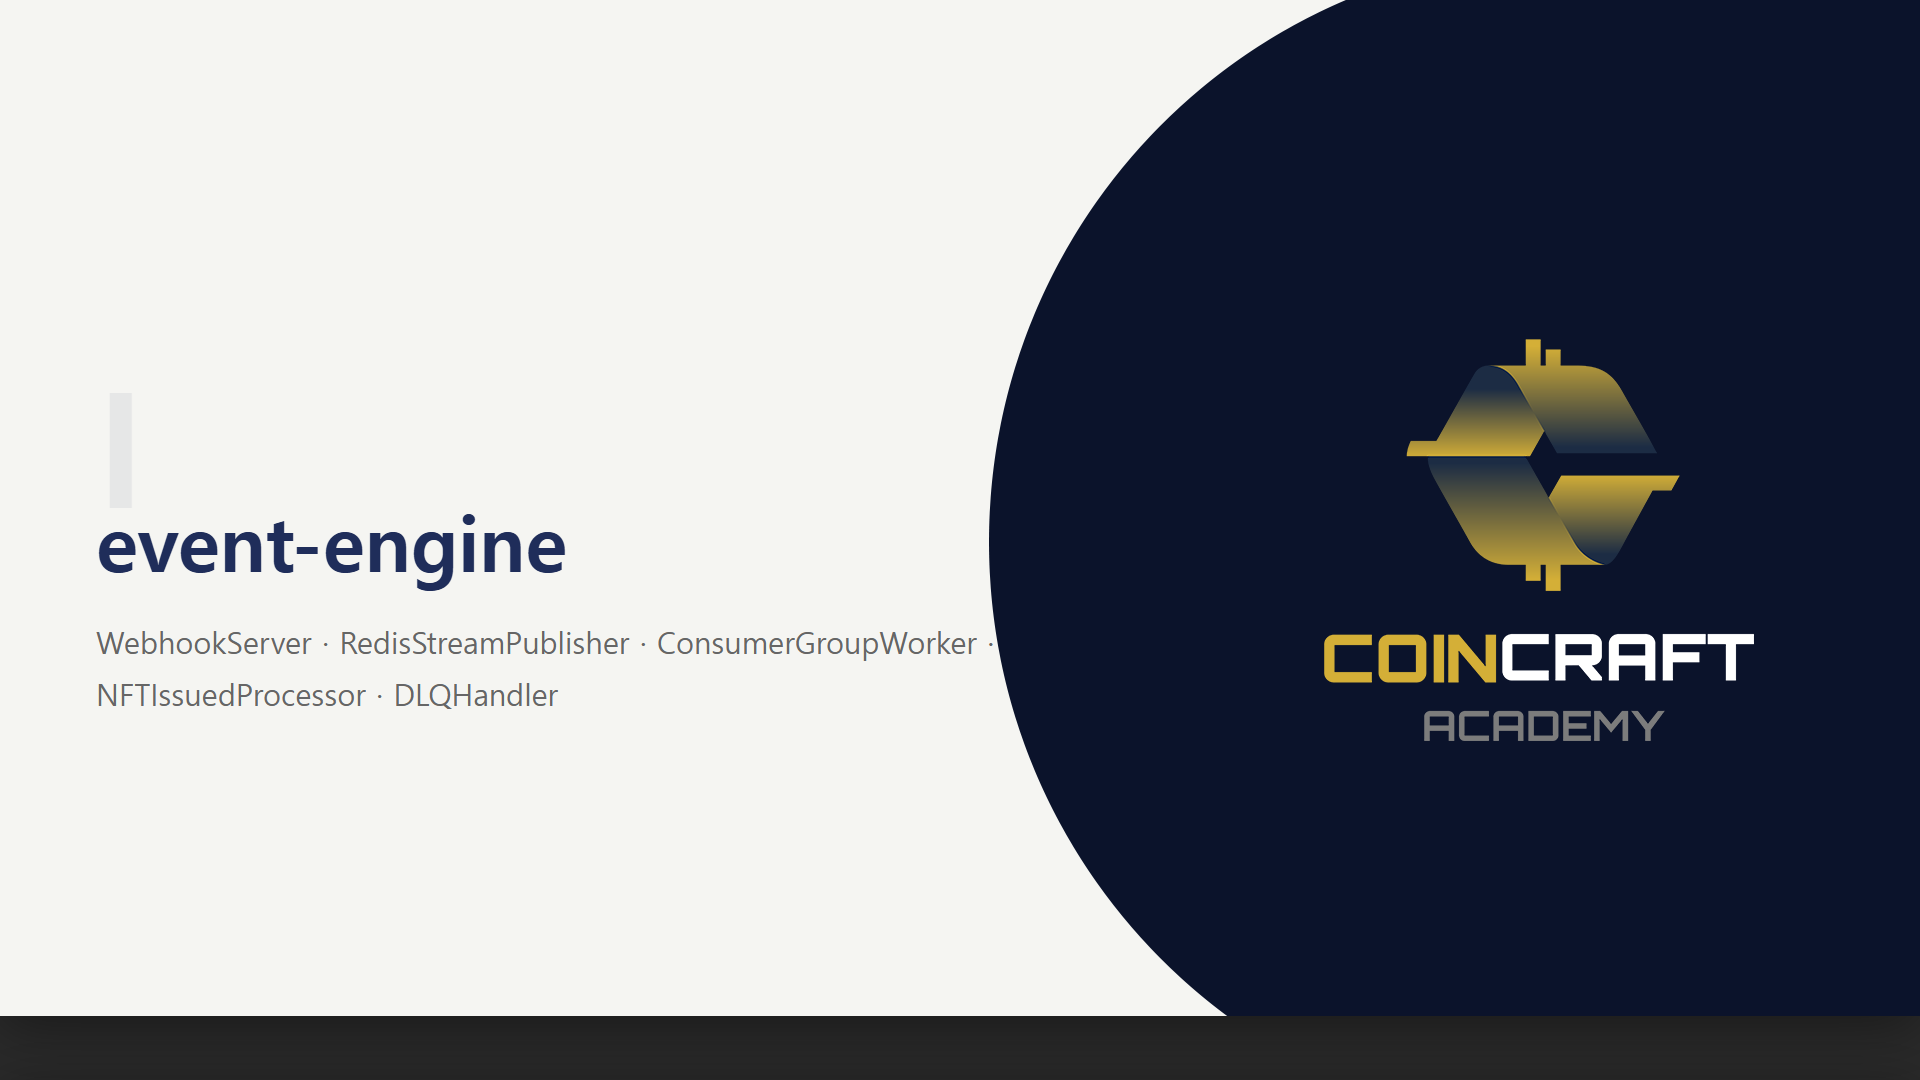 I
event-engine
WebhookServer · RedisStreamPublisher · ConsumerGroupWorker ·
NFTIssuedProcessor · DLQHandler
COINCRAFT
ACADEMY